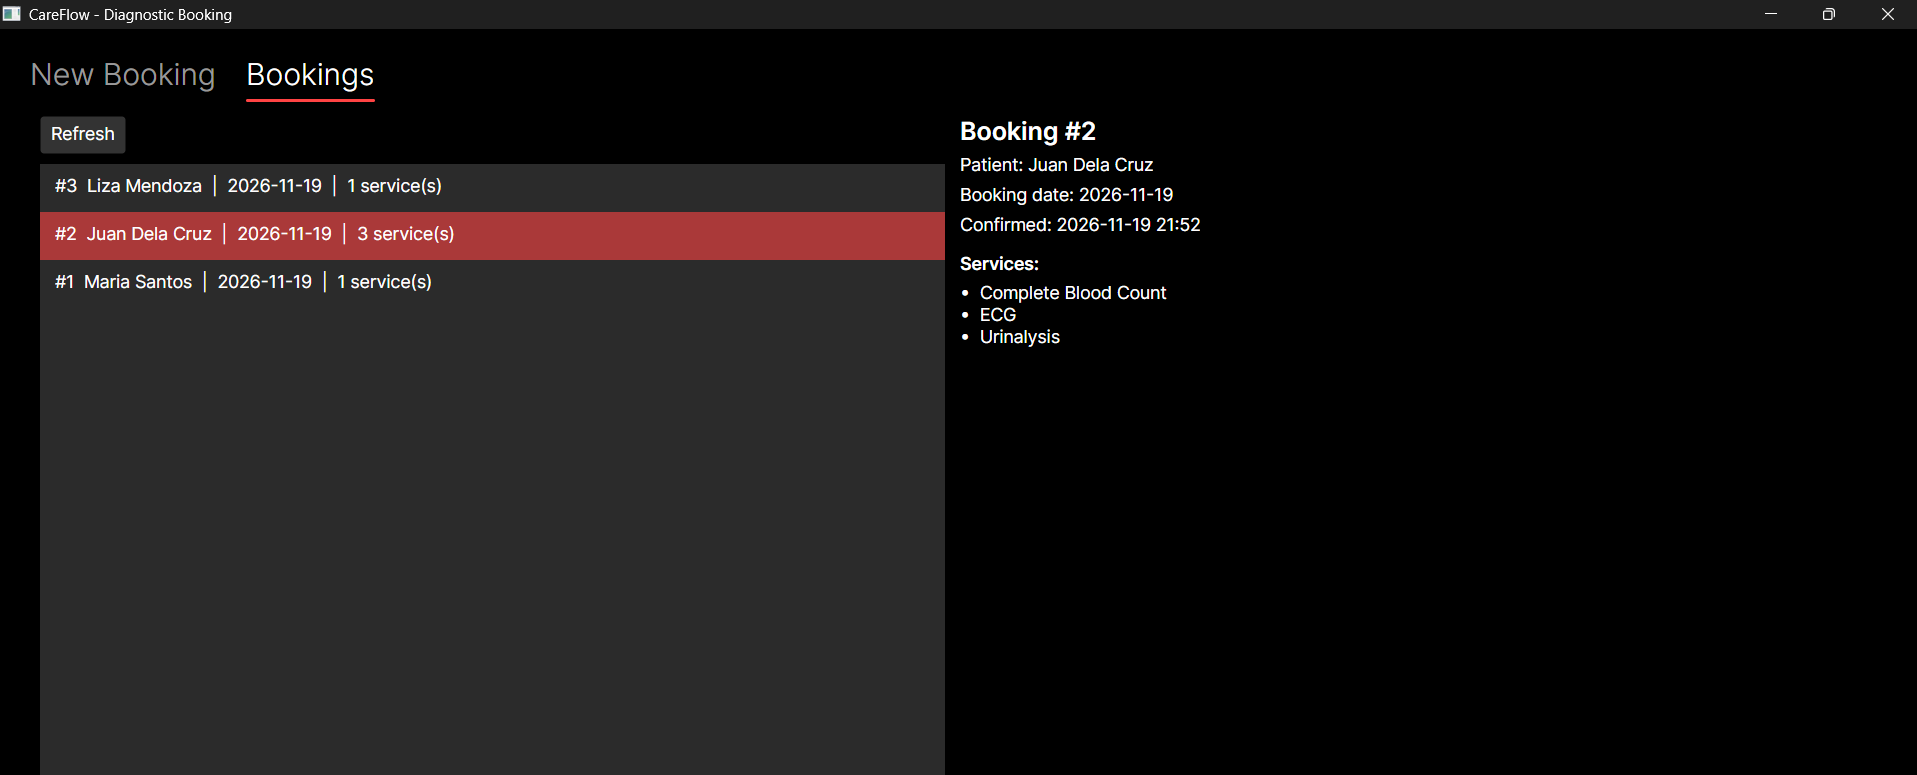 CareFlow - Diagnostic Booking
New Booking Bookings
Refresh
#3 Liza Mendoza | 2026-11-19 | 1 service(s)
#2 Juan Dela Cruz | 2026-11-19 | 3 service(s)
#1 Maria Santos | 2026-11-19 | 1 service(s)
Booking #2
Patient: Juan Dela Cruz
Booking date: 2026-11-19
Confirmed: 2026-11-19 21:52
Services:
• Complete Blood Count
• ECG
• Urinalysis